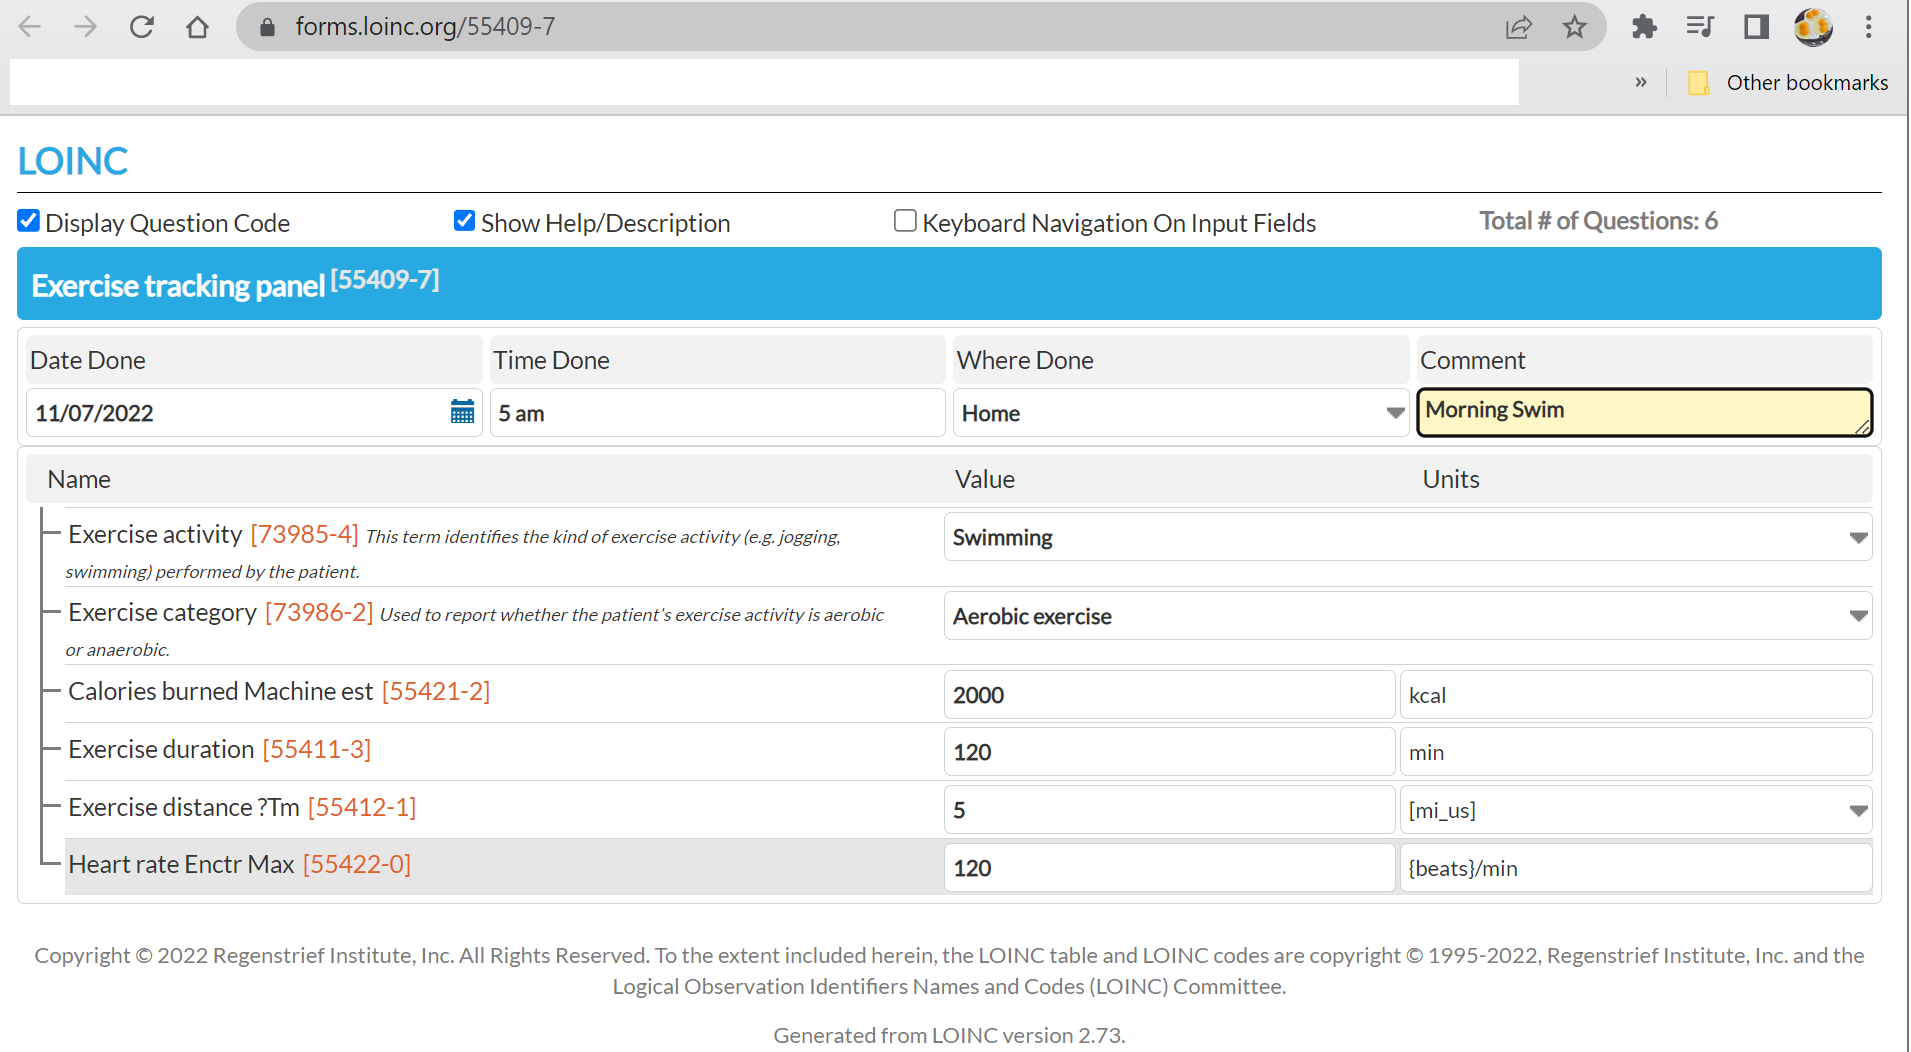 forms.loinc.org/55409-7
» Other bookmarks
LOINC
Display Question Code Show Help/Description Keyboard Navigation On Input Fields Total # of Questions: 6
Exercise tracking panel [55409-7]
Date Done Time Done Where Done Comment
11/07/2022 5 am Home Morning Swim
Name Value Units
Exercise activity [73985-4] This term identifies the kind of exercise activity (e.g. jogging, Swimming
swimming) performed by the patient.
Exercise category [73986-2] Used to report whether the patient's exercise activity is aerobic Aerobic exercise
or anaerobic.
Calories burned Machine est [55421-2] 2000 kcal
Exercise duration [55411-3] 120 min
Exercise distance ?Tm [55412-1] 5 [mi_us]
Heart rate Enctr Max [55422-0] 120 {beats}/min
Copyright © 2022 Regenstrief Institute, Inc. All Rights Reserved. To the extent included herein, the LOINC table and LOINC codes are copyright © 1995-2022, Regenstrief Institute, Inc. and the
Logical Observation Identifiers Names and Codes (LOINC) Committee.
Generated from LOINC version 2.73.